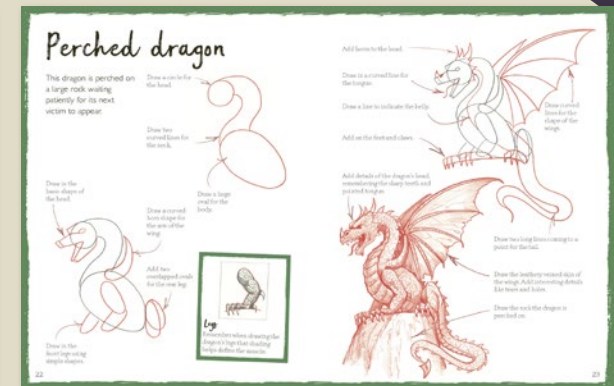 Perched dragon
This dragon is perched on
a large rock waiting
patiently for its next
victim to appear.
Draw a circle for
the head.
Draw two
curved lines for
the neck.
Draw a large
oval for the
body.
Draw in the
basic shape of
the head.
Draw a curved
horn shape for
the arm of the
wing.
Add two
overlapped ovals
for the rear leg.
Draw in the
front legs using
simple shapes.
Legs
Remember when drawing the
dragon's legs that shading
helps define the muscle.
22
Add horns to the head.
Draw in a curved line for
the tongue.
Draw a line to indicate the belly.
Add on the feet and claws.
Draw curved
lines for the
shape of the
wings.
Add details of the dragon's head,
remembering the sharp teeth and
pointed tongue.
Draw two long lines coming to a
point for the tail.
Draw the leathery veined skin of
the wings. Add interesting details
like tears and holes.
Draw the rock the dragon is
perched on.
23